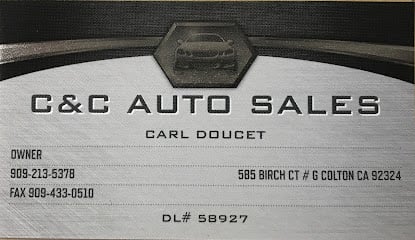 C&C AUTO SALES
CARL DOUCET
OWNER
909-213-5378
585 BIRCH CT # G COLTON CA 92324
FAX 909-433-0510
DL# 58927